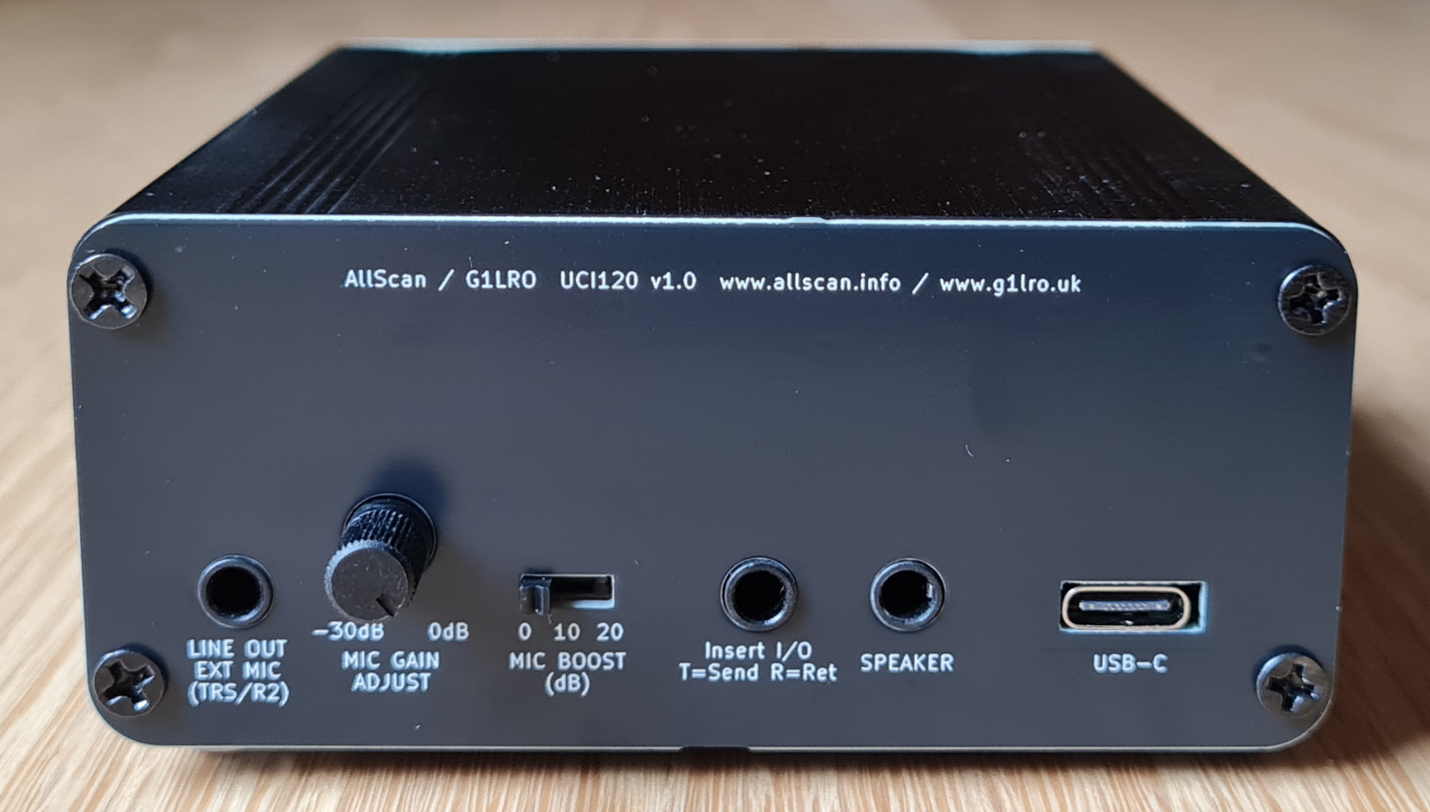 AllScan / G1LRO UCI120 v1.0 www.allscan.info / www.g1lro.uk
LINE OUT
EXT MIC
(TRS/R2)
-30dB 0dB
MIC GAIN
ADJUST
0 10 20
MIC BOOST
(dB)
Insert I/O
T=Send R=Ret
SPEAKER
USB-C